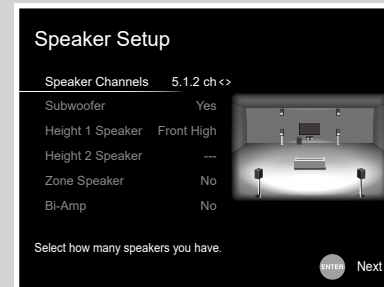 Speaker Setup
Speaker Channels 5.1.2 ch <>
Subwoofer Yes
Height 1 Speaker Front High
Height 2 Speaker ---
Zone Speaker No
Bi-Amp No
Select how many speakers you have.
ENTER Next